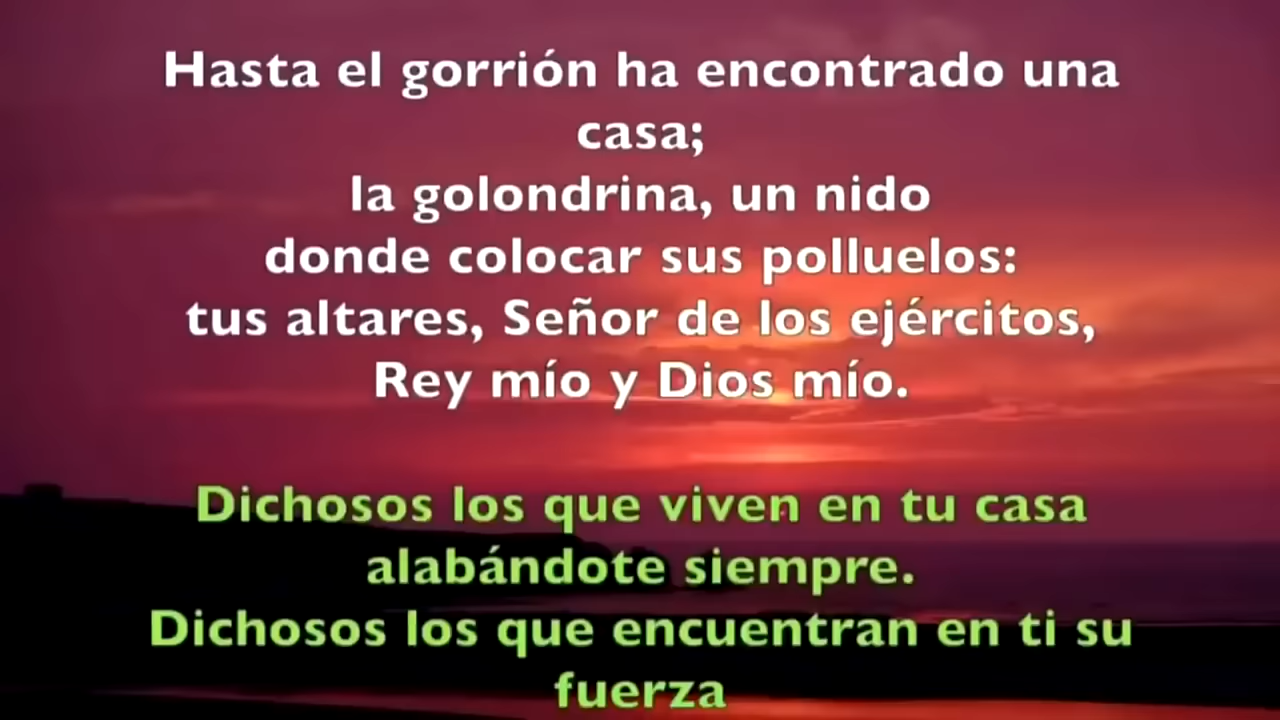 Hasta el gorrión ha encontrado una
casa;
la golondrina, un nido
donde colocar sus polluelos:
tus altares, Señor de los ejércitos,
Rey mío y Dios mío.
Dichosos los que viven en tu casa
alabándote siempre.
Dichosos los que encuentran en ti su
fuerza